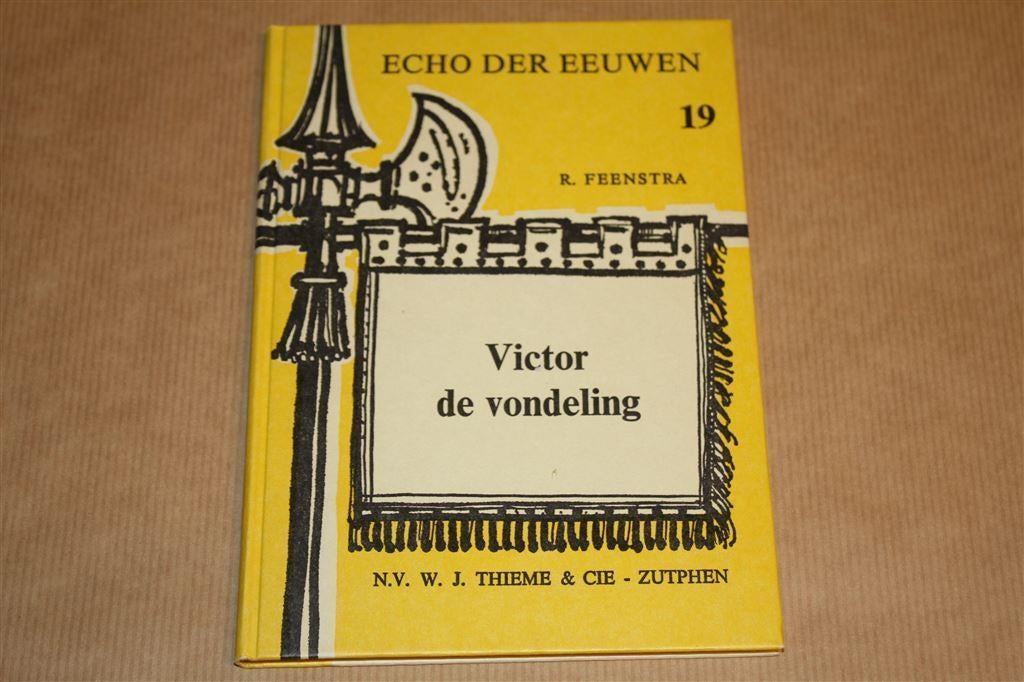 ECHO DER EEUWEN
19
R. FEENSTRA
Victor
de vondeling
N.V. W. J. THIEME & CIE - ZUTPHEN